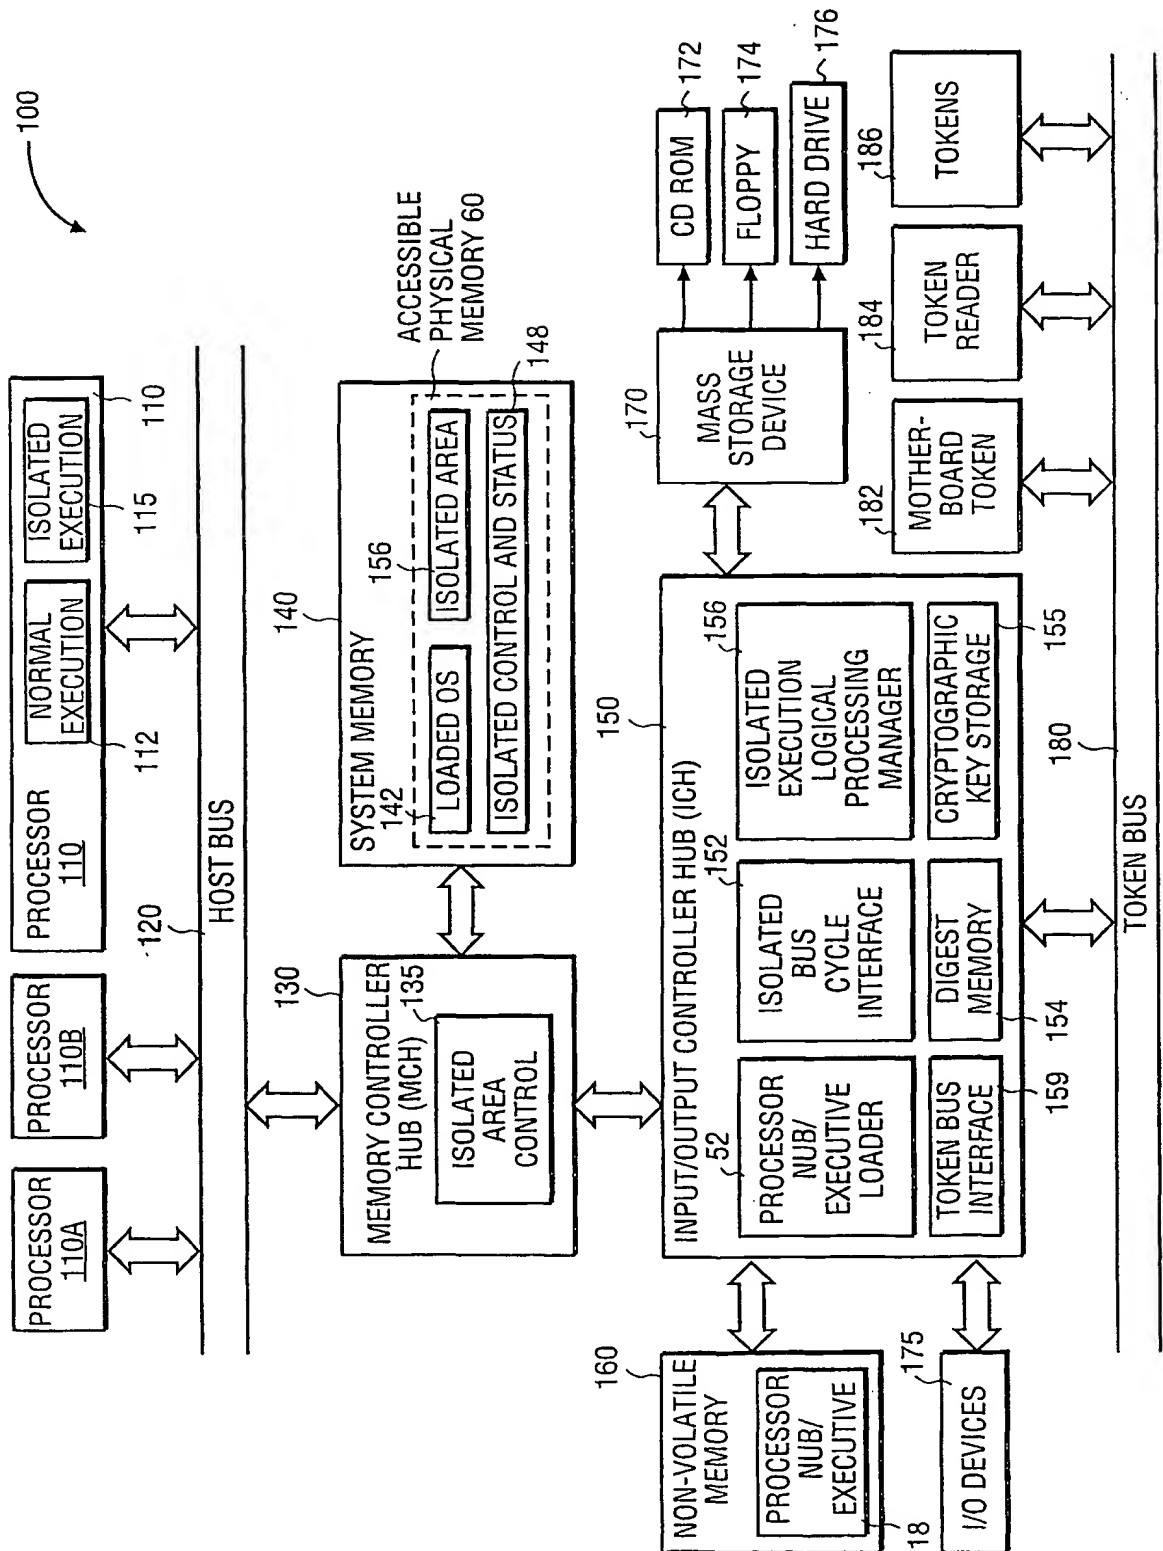 100
PROCESSOR
110A
PROCESSOR
110B
PROCESSOR
110
NORMAL
EXECUTION
112
ISOLATED
EXECUTION
115
110
120
HOST BUS
MEMORY CONTROLLER
HUB (MCH)
130
135
ISOLATED
AREA
CONTROL
140
SYSTEM MEMORY
142
LOADED OS
156
ISOLATED AREA
ISOLATED CONTROL AND STATUS
148
ACCESSIBLE
PHYSICAL
MEMORY 60
150
INPUT/OUTPUT CONTROLLER HUB (ICH)
52
PROCESSOR
NUB/
EXECUTIVE
LOADER
152
ISOLATED
BUS
CYCLE
INTERFACE
156
ISOLATED
EXECUTION
LOGICAL
PROCESSING
MANAGER
TOKEN BUS
INTERFACE
159
DIGEST
MEMORY
154
CRYPTOGRAPHIC
KEY STORAGE
155
160
NON-VOLATILE
MEMORY
PROCESSOR
NUB/
EXECUTIVE
18
175
I/O DEVICES
170
MASS
STORAGE
DEVICE
CD ROM
172
FLOPPY
174
HARD DRIVE
176
182
MOTHER-
BOARD
TOKEN
184
TOKEN
READER
186
TOKENS
180
TOKEN BUS